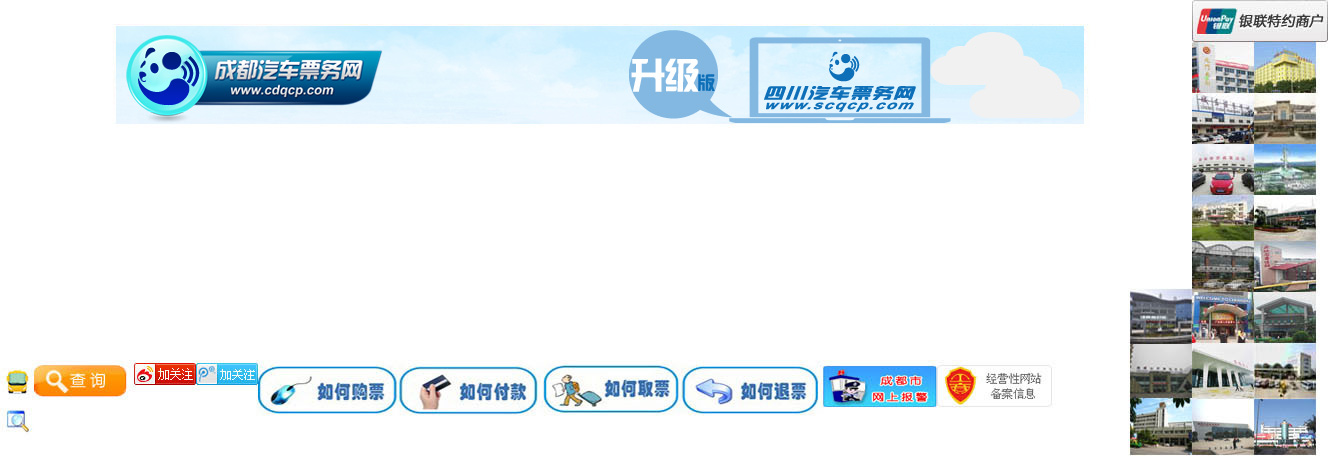 UnionPay
银联
银联特约商户
成都汽车票务网
www.cdqcp.com
升级版
四川汽车票务网
www.scqcp.com
查询
加关注
加关注
如何购票
如何付款
如何取票
如何退票
成都市
网上报警
经营性网站
备案信息